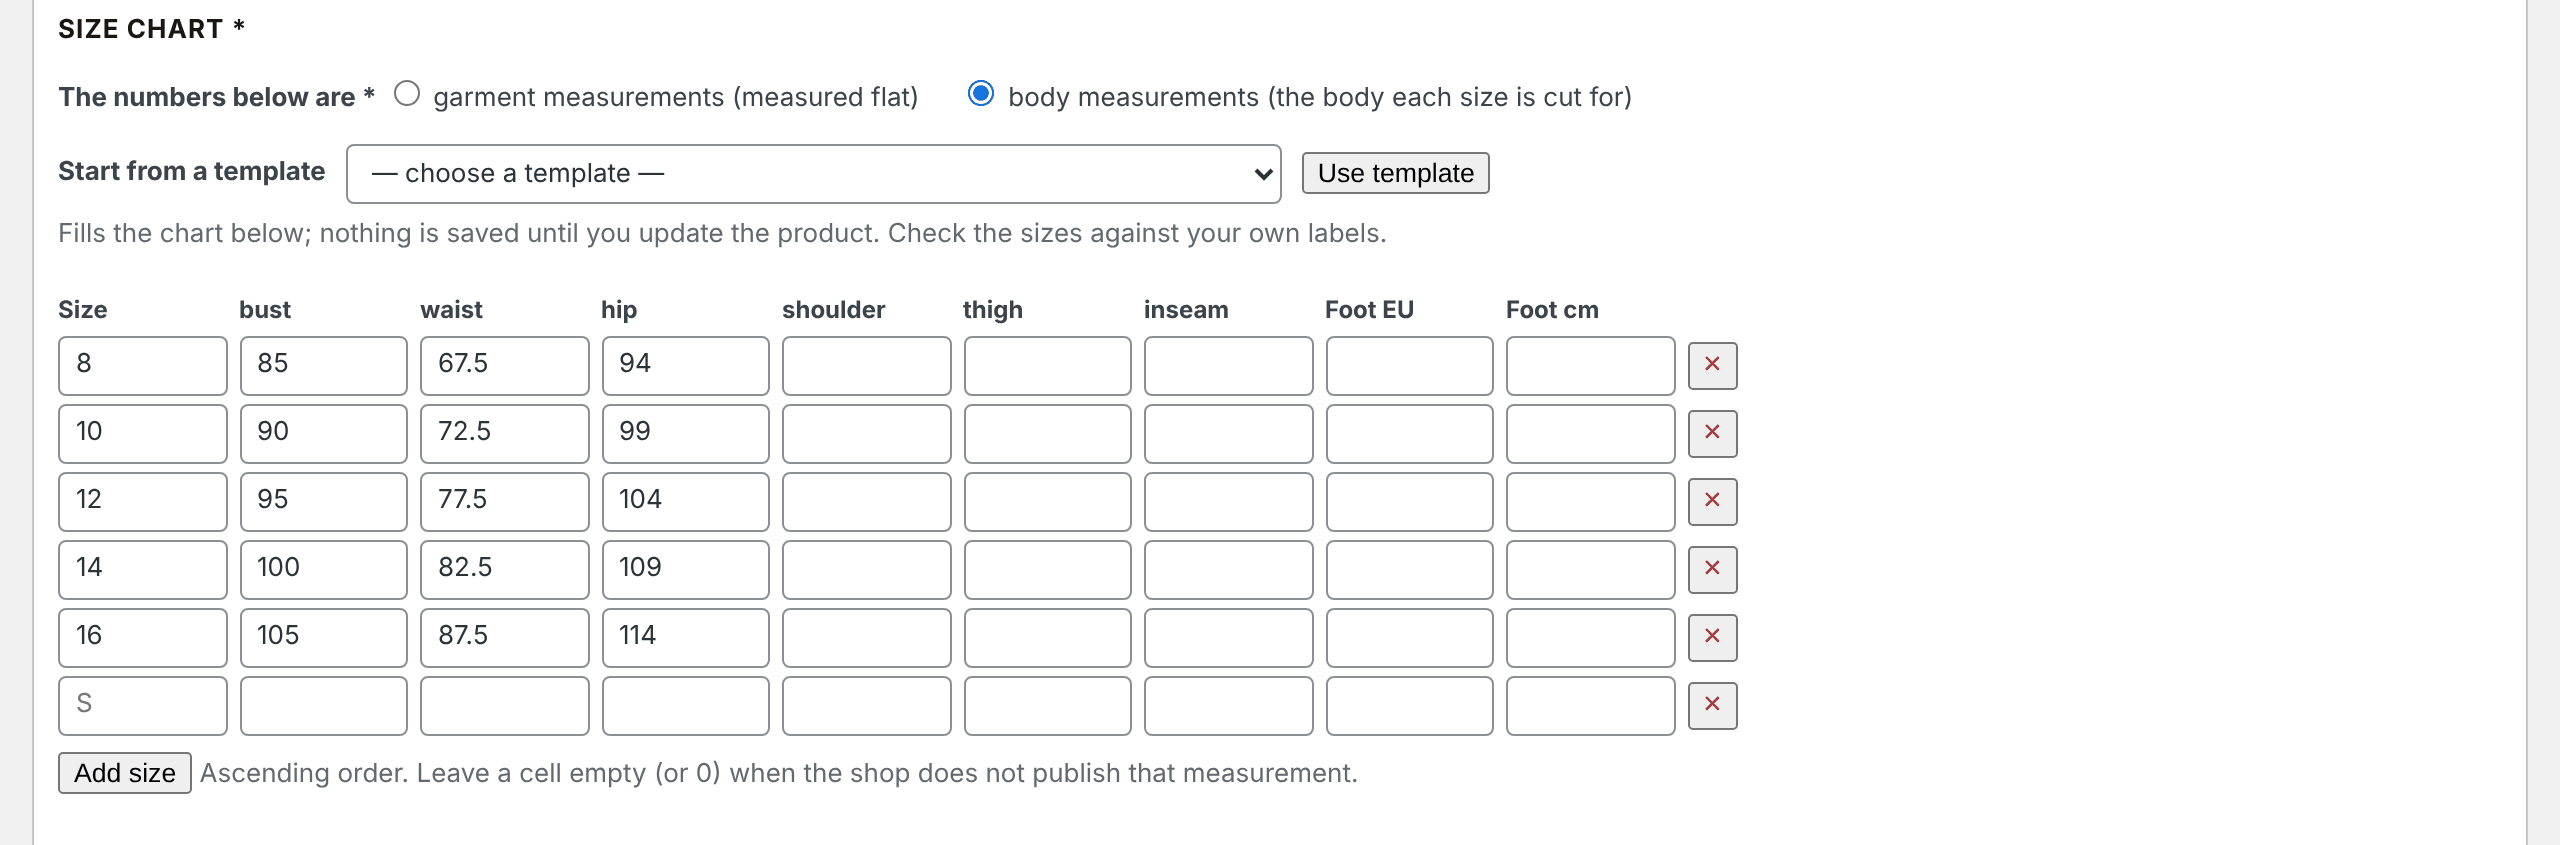 SIZE CHART *
The numbers below are * garment measurements (measured flat) body measurements (the body each size is cut for)
Start from a template — choose a template — Use template
Fills the chart below; nothing is saved until you update the product. Check the sizes against your own labels.
Size bust waist hip shoulder thigh inseam Foot EU Foot cm
8 85 67.5 94 ×
10 90 72.5 99 ×
12 95 77.5 104 ×
14 100 82.5 109 ×
16 105 87.5 114 ×
S ×
Add size Ascending order. Leave a cell empty (or 0) when the shop does not publish that measurement.